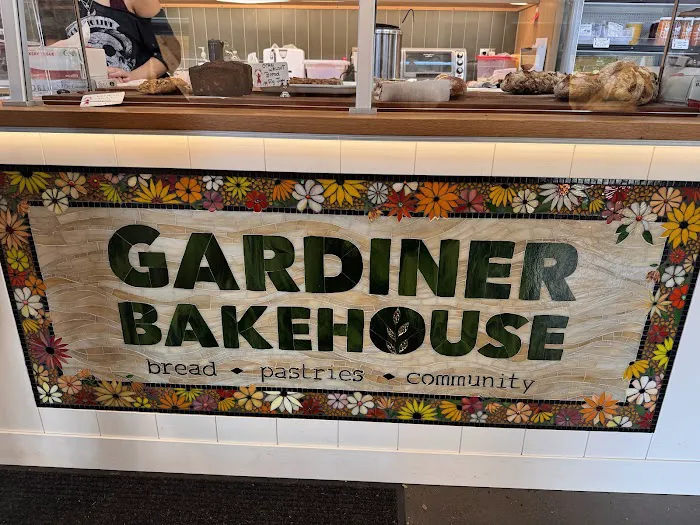 GARDINER
BAKEHOUSE
bread ◆ pastries ◆ community